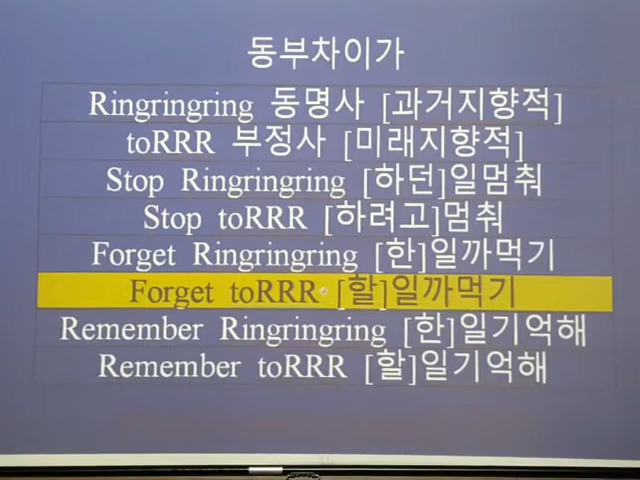 동부차이가
Ringringring 동명사 [과거지향적]
toRRR 부정사 [미래지향적]
Stop Ringringring [하던]일멈춰
Stop toRRR [하려고]멈춰
Forget Ringringring [한]일까먹기
Forget toRRR [할]일까먹기
Remember Ringringring [한]일기억해
Remember toRRR [할]일기억해